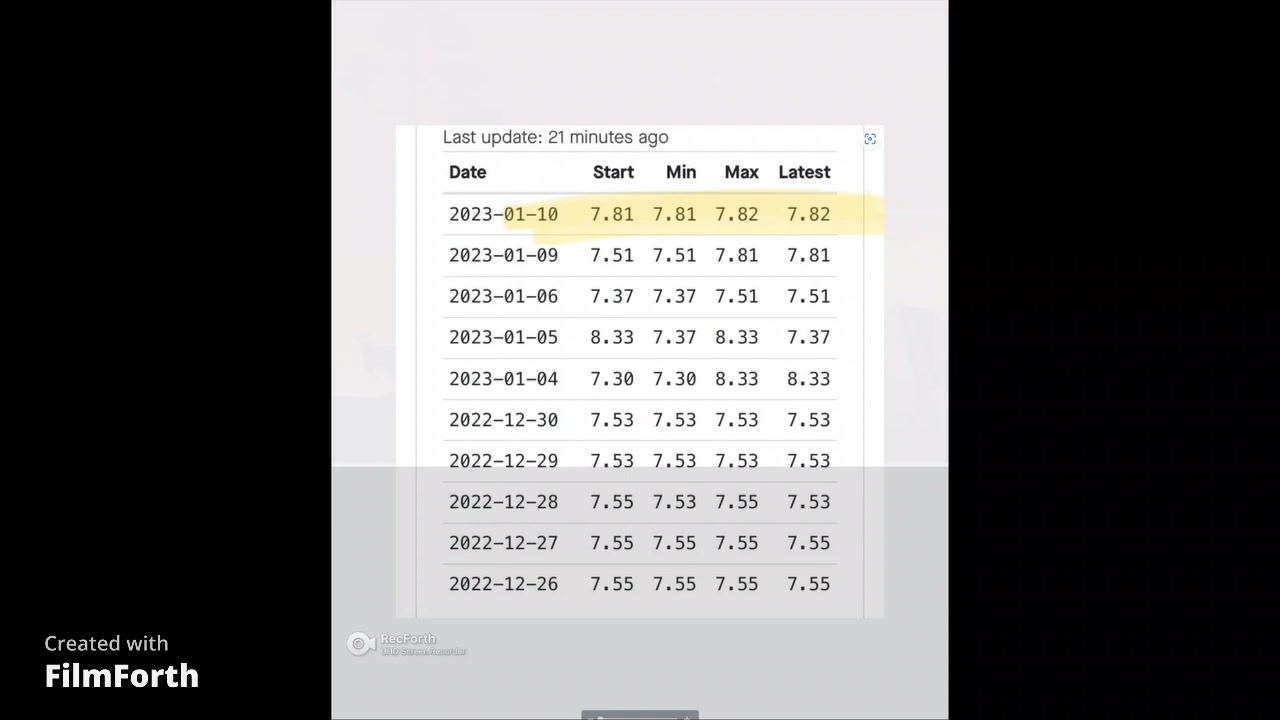 Last update: 21 minutes ago
Date Start Min Max Latest
2023-01-10 7.81 7.81 7.82 7.82
2023-01-09 7.51 7.51 7.81 7.81
2023-01-06 7.37 7.37 7.51 7.51
2023-01-05 8.33 7.37 8.33 7.37
2023-01-04 7.30 7.30 8.33 8.33
2022-12-30 7.53 7.53 7.53 7.53
2022-12-29 7.53 7.53 7.53 7.53
2022-12-28 7.55 7.53 7.55 7.53
2022-12-27 7.55 7.55 7.55 7.55
2022-12-26 7.55 7.55 7.55 7.55
RecForth
UHD Screen Recorder
Created with
FilmForth